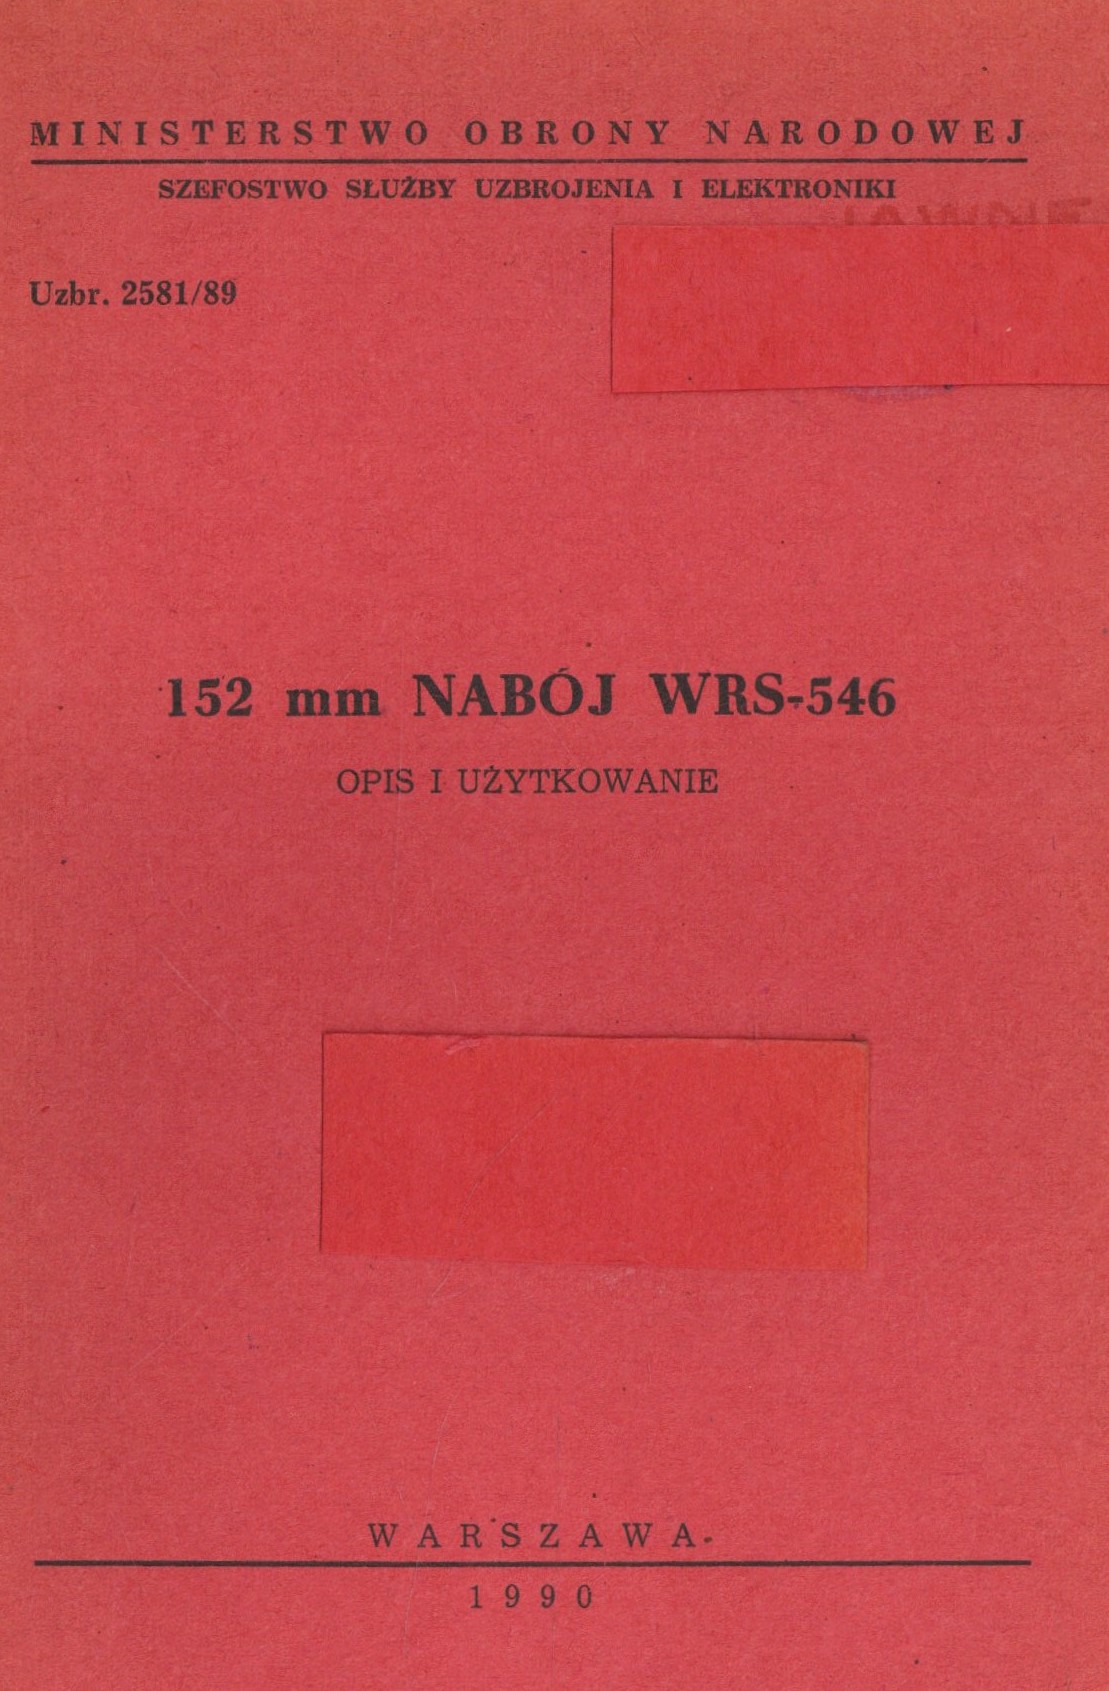 MINISTERSTWO OBRONY NARODOWEJ
SZEFOSTWO SŁUŻBY UZBROJENIA I ELEKTRONIKI
JAWNE
Uzbr. 2581/89
152 mm NABÓJ WRS-546
OPIS I UŻYTKOWANIE
WARSZAWA
1990